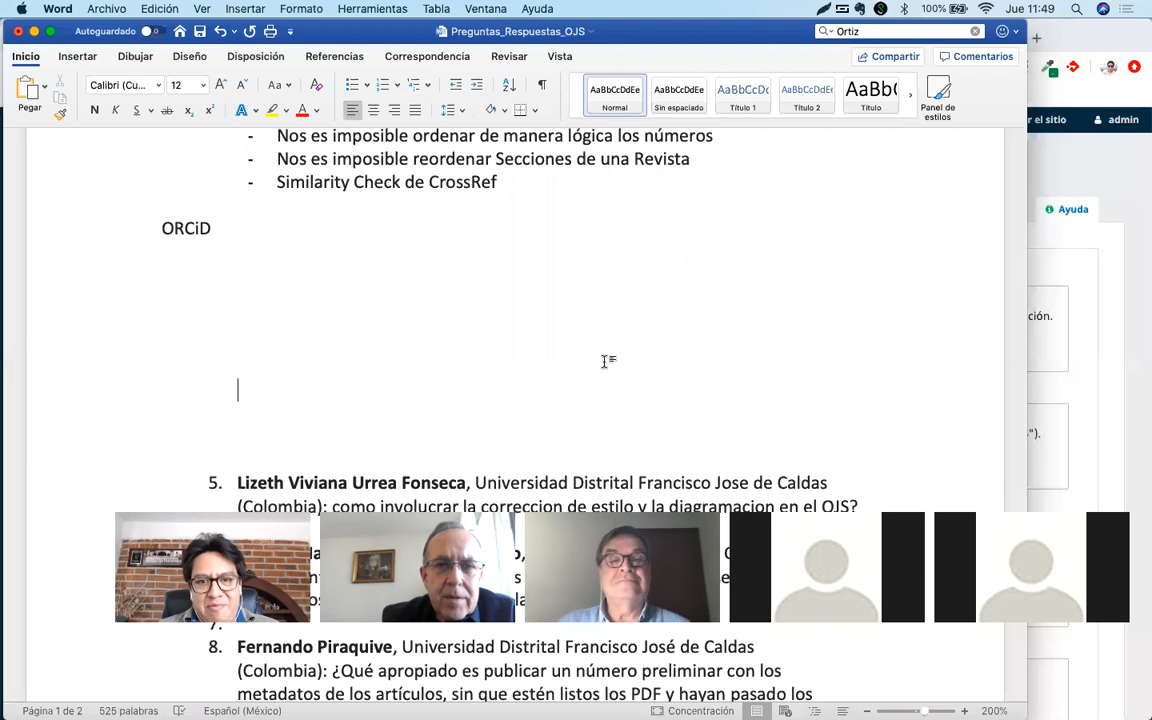 Word Archivo Edición Ver Insertar Formato Herramientas Tabla Ventana Ayuda 100% Jue 11:49
Autoguardado Preguntas_Respuestas_OJS Ortiz
Inicio Insertar Dibujar Diseño Disposición Referencias Correspondencia Revisar Vista Compartir Comentarios
Calibri (Cu... 12 Aa
Pegar N K S ab x₂ x² A A
AaBbCcDdEe AaBbCcDdEe AaBbCcDc AaBbCcDdEe AaBb(
Normal Sin espaciado Título 1 Título 2 Título Panel de estilos
r el sitio admin
Ayuda
- Nos es imposible ordenar de manera lógica los números
- Nos es imposible reordenar Secciones de una Revista
- Similarity Check de CrossRef
ORCiD
ción.
").
5. Lizeth Viviana Urrea Fonseca, Universidad Distrital Francisco Jose de Caldas
(Colombia): como involucrar la correccion de estilo y la diagramacion en el OJS?
7.
8. Fernando Piraquive, Universidad Distrital Francisco José de Caldas
(Colombia): ¿Qué apropiado es publicar un número preliminar con los
metadatos de los artículos, sin que estén listos los PDF y hayan pasado los
Página 1 de 2 525 palabras Español (México) Concentración 200%